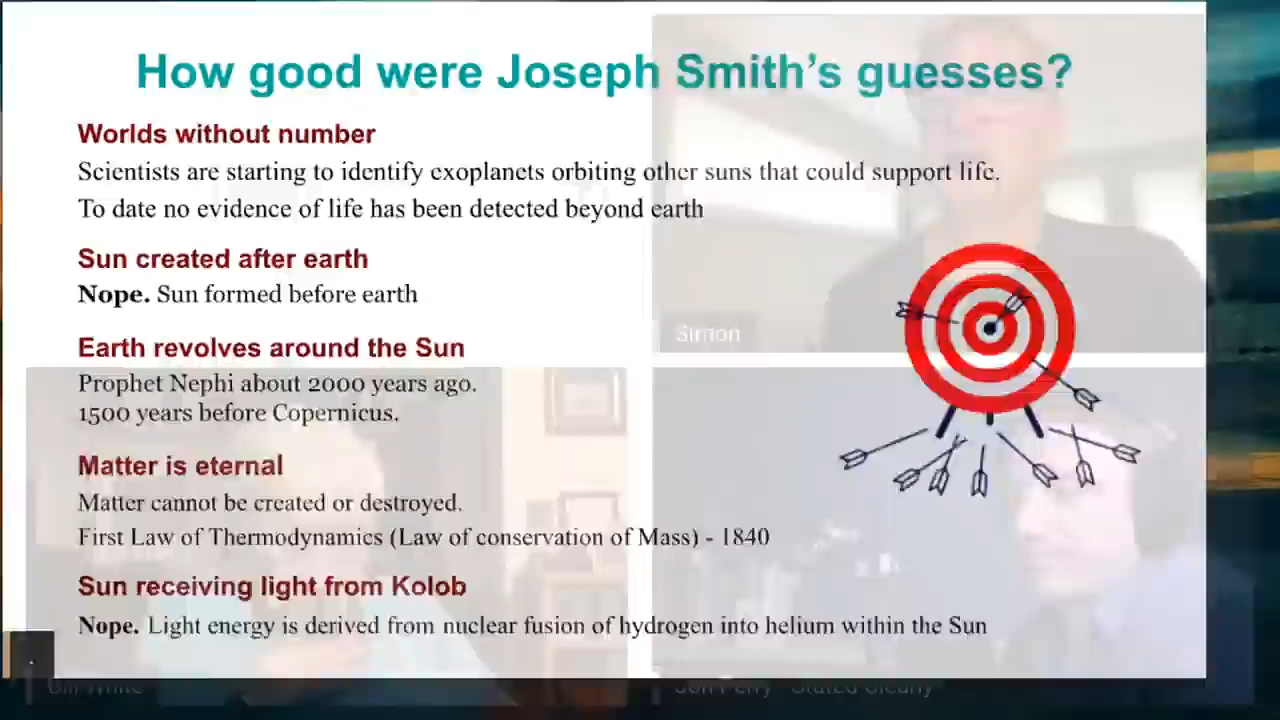 How good were Joseph Smith's guesses?
Worlds without number
Scientists are starting to identify exoplanets orbiting other suns that could support life.
To date no evidence of life has been detected beyond earth
Sun created after earth
Nope. Sun formed before earth
Simon
Earth revolves around the Sun
Prophet Nephi about 2000 years ago.
1500 years before Copernicus.
Matter is eternal
Matter cannot be created or destroyed.
First Law of Thermodynamics (Law of conservation of Mass) - 1840
Sun receiving light from Kolob
Nope. Light energy is derived from nuclear fusion of hydrogen into helium within the Sun
Jon Perry